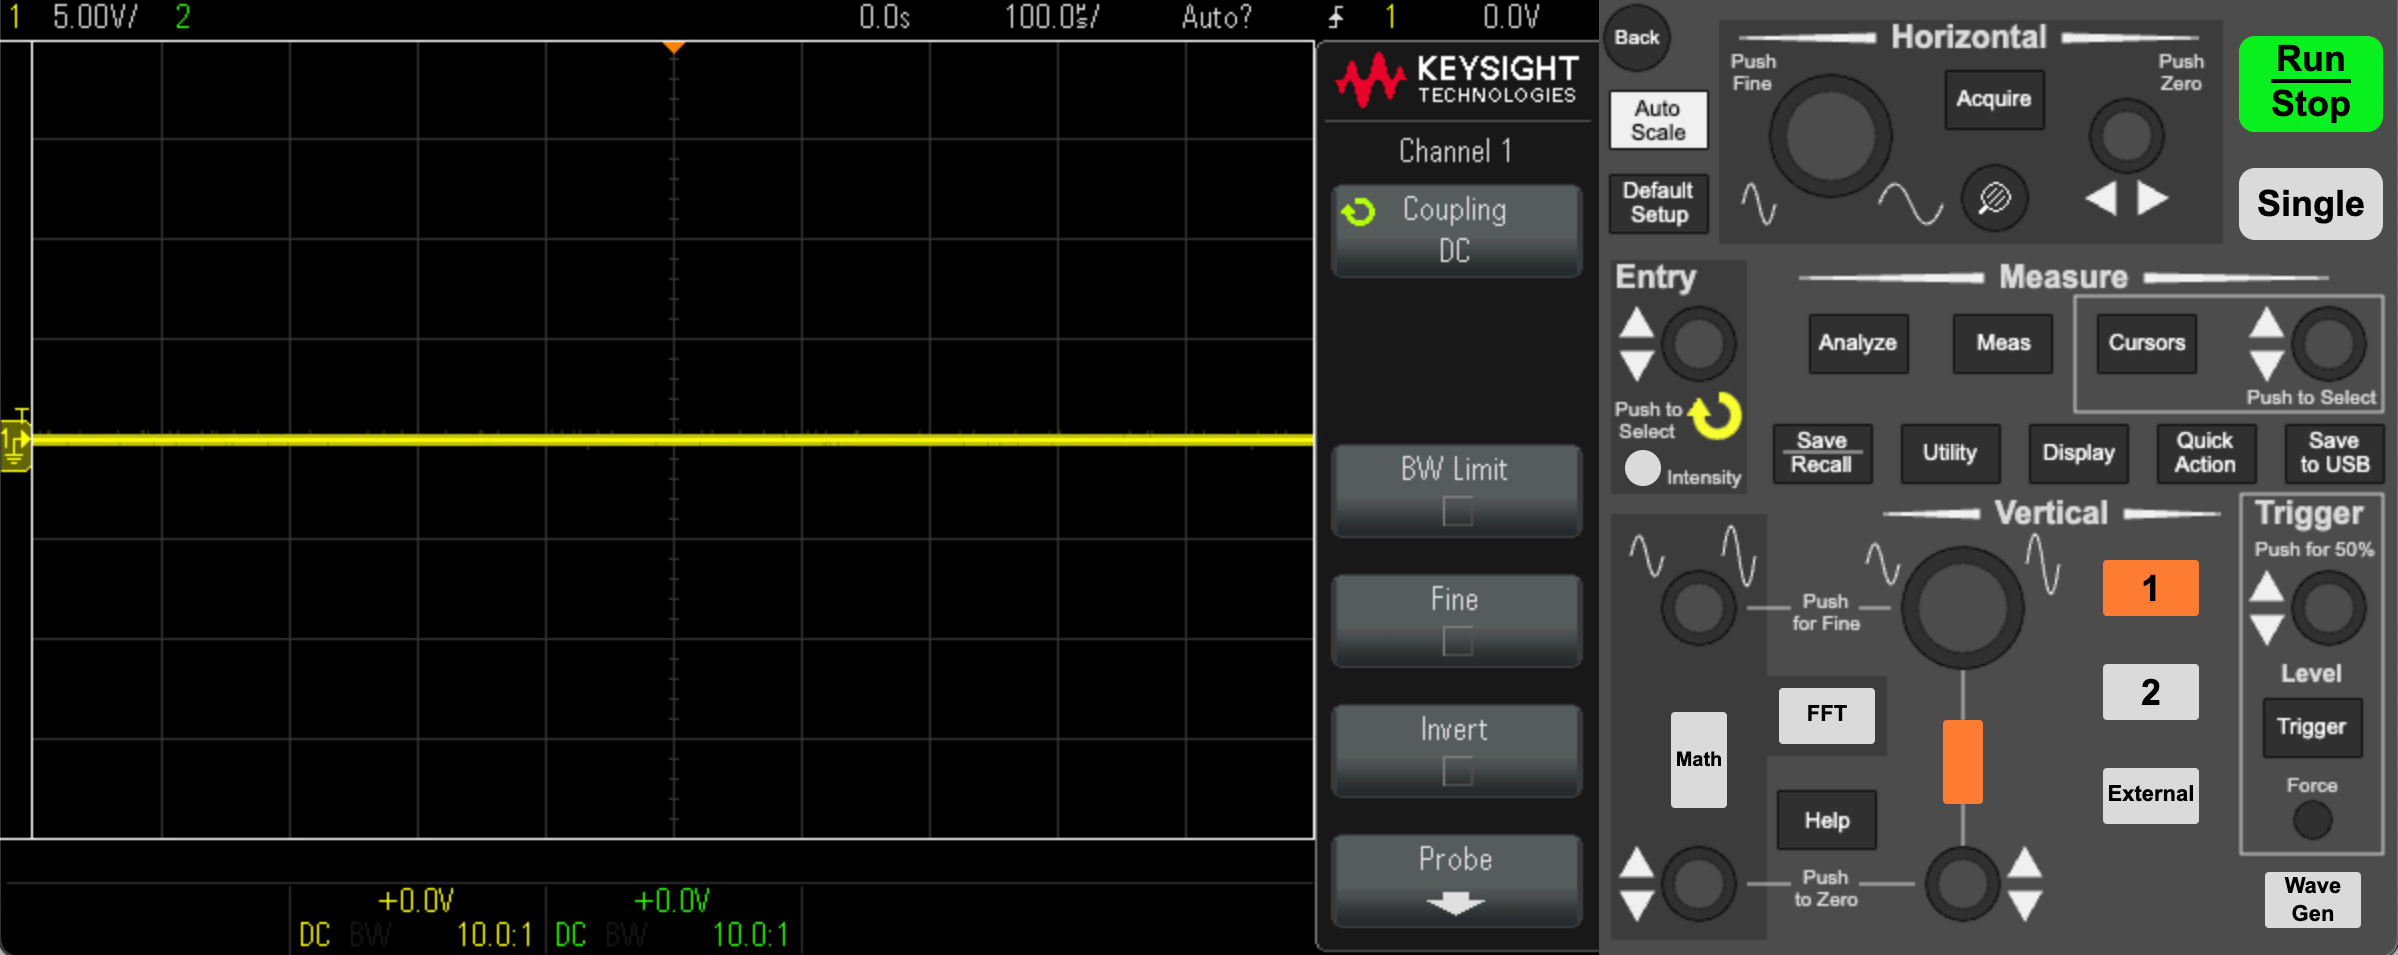 1 5.00V/ 2 0.0s 100.0µs/ Auto? 1 0.0V
KEYSIGHT
TECHNOLOGIES
Channel 1
Coupling
DC
BW Limit
Fine
Invert
Probe
T
1
+0.0V
DC BW 10.0:1
+0.0V
DC BW 10.0:1
Back
Auto
Scale
Default
Setup
Horizontal
Push
Fine
Acquire
Push
Zero
Run
Stop
Single
Entry
Push to
Select
Intensity
Measure
Analyze
Meas
Cursors
Push to Select
Save
Recall
Utility
Display
Quick
Action
Save
to USB
Vertical
Push
for Fine
1
2
External
Math
FFT
Help
Push
to Zero
Trigger
Push for 50%
Level
Trigger
Force
Wave
Gen